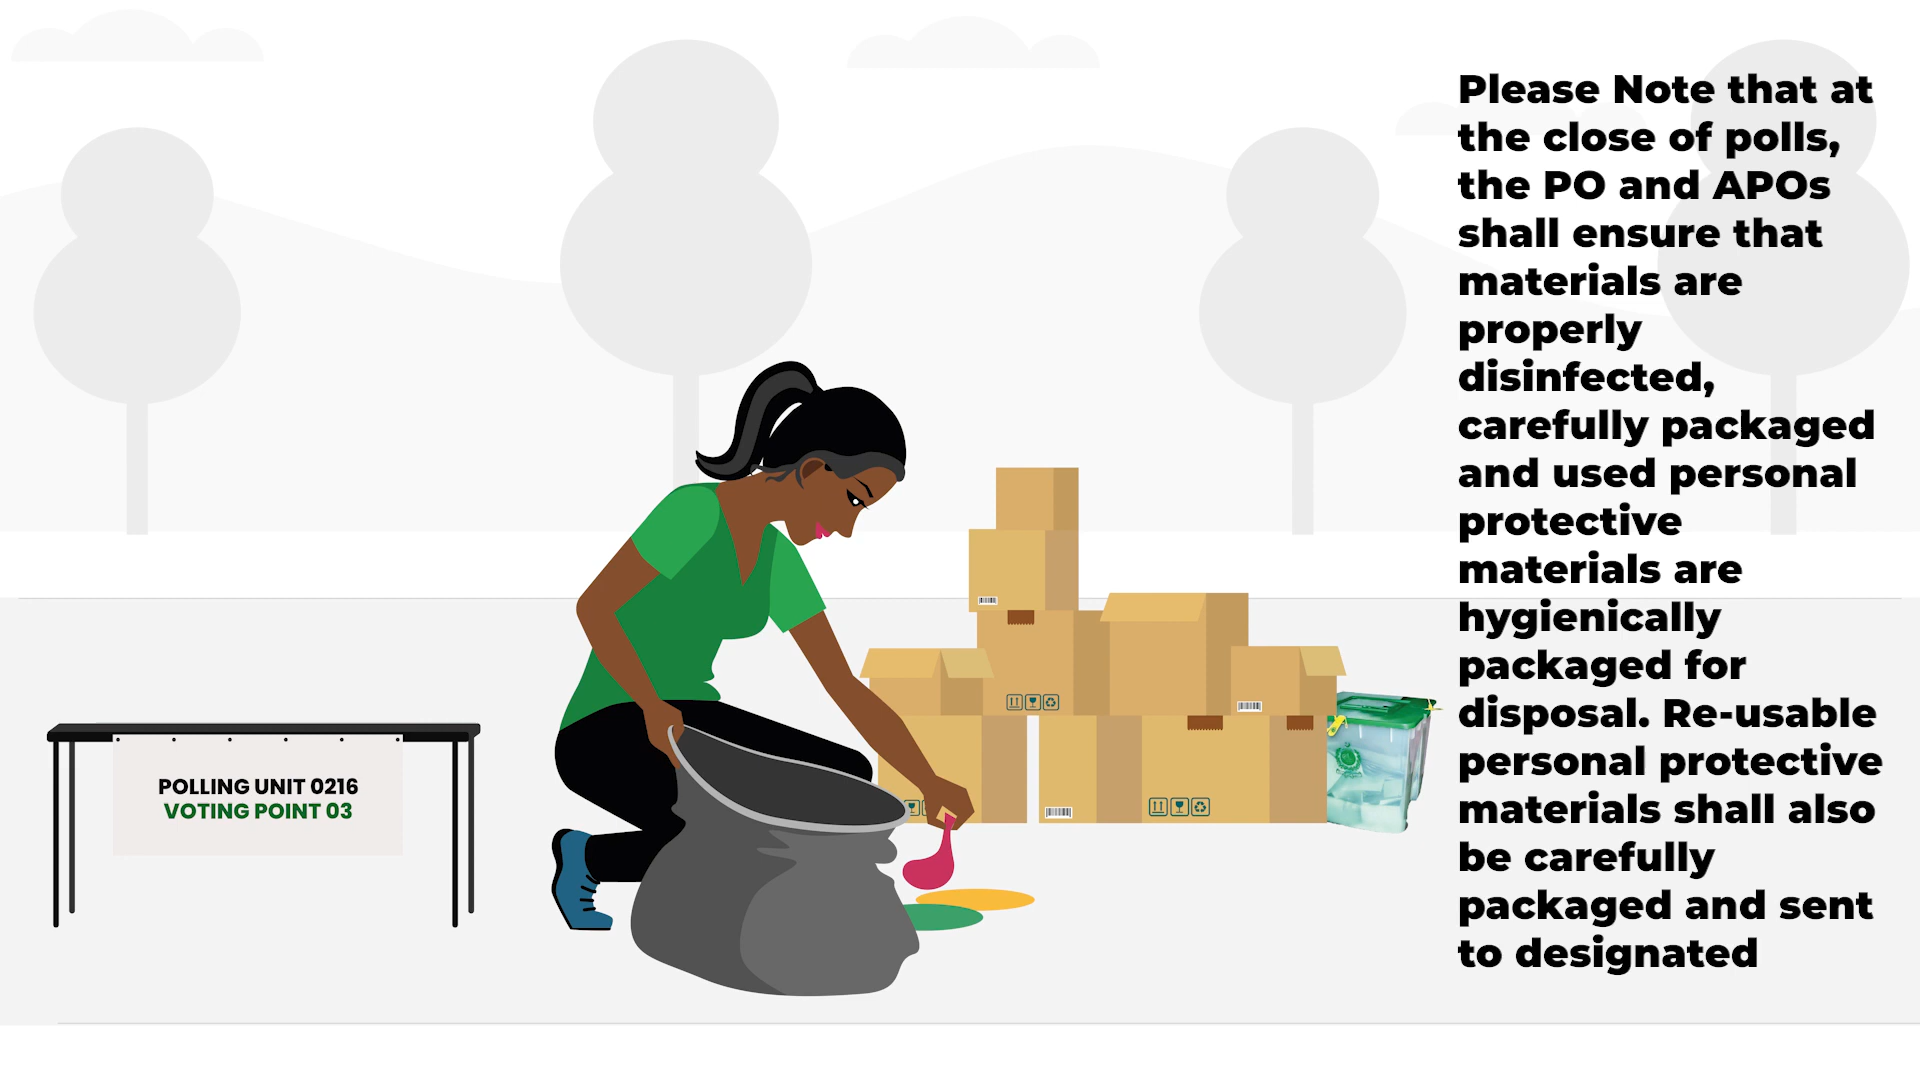 Please Note that at
the close of polls,
the PO and APOs
shall ensure that
materials are
properly
disinfected,
carefully packaged
and used personal
protective
materials are
hygienically
packaged for
disposal. Re-usable
personal protective
materials shall also
be carefully
packaged and sent
to designated
POLLING UNIT 0216
VOTING POINT 03